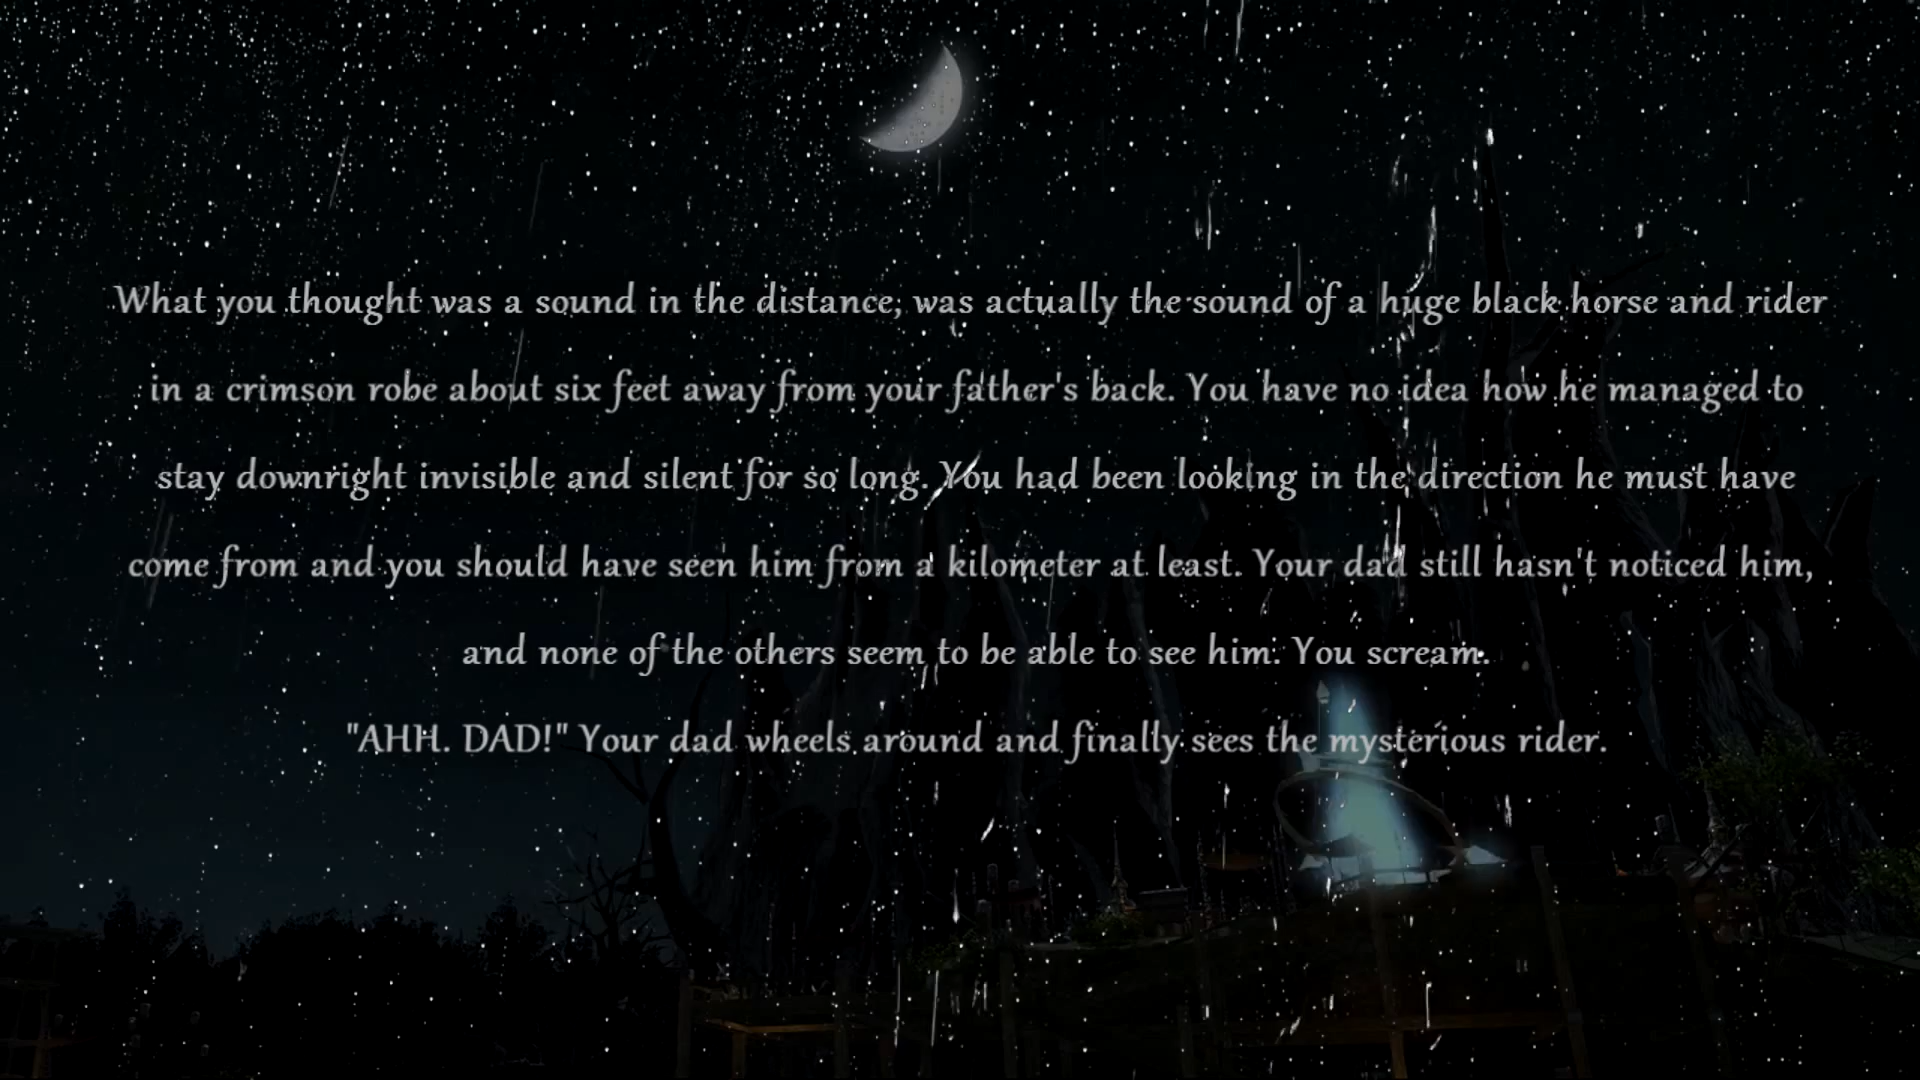 What you thought was a sound in the distance, was actually the sound of a huge black horse and rider
in a crimson robe about six feet away from your father's back. You have no idea how he managed to
stay downright invisible and silent for so long. You had been looking in the direction he must have
come from and you should have seen him from a kilometer at least. Your dad still hasn't noticed him,
and none of the others seem to be able to see him. You scream.
"AHH. DAD!" Your dad wheels around and finally sees the mysterious rider.